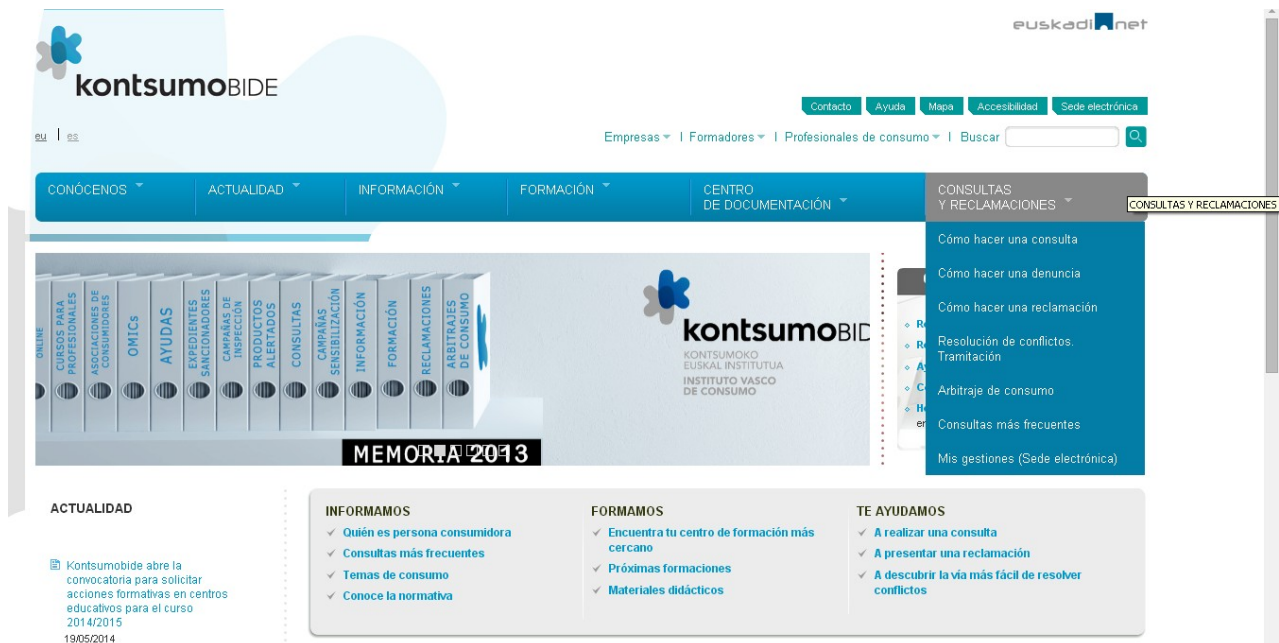 euskadi.net
kontsumoBIDE
Contacto Ayuda Mapa Accesibilidad Sede electrónica
eu | es
Empresas | Formadores | Profesionales de consumo | Buscar
CONÓCENOS
ACTUALIDAD
INFORMACIÓN
FORMACIÓN
CENTRO
DE DOCUMENTACIÓN
CONSULTAS
Y RECLAMACIONES
CONSULTAS Y RECLAMACIONES
Cómo hacer una consulta
Cómo hacer una denuncia
Cómo hacer una reclamación
Resolución de conflictos.
Tramitación
Arbitraje de consumo
Consultas más frecuentes
Mis gestiones (Sede electrónica)
ONLINE
CURSOS PARA
PROFESIONALES
ASOCIACIONES DE
CONSUMIDORES
OMICs
AYUDAS
EXPEDIENTES
SANCIONADORES
CAMPAÑAS DE
INSPECCIÓN
PRODUCTOS
ALERTADOS
CONSULTAS
CAMPAÑAS
SENSIBILIZACIÓN
INFORMACIÓN
FORMACIÓN
RECLAMACIONES
ARBITRAJES
DE CONSUMO
kontsumoBID
KONTSUMOKO
EUSKAL INSTITUTUA
INSTITUTO VASCO
DE CONSUMO
MEMORIA 2013
ACTUALIDAD
Kontsumobide abre la
convocatoria para solicitar
acciones formativas en centros
educativos para el curso
2014/2015
19/05/2014
INFORMAMOS
Quién es persona consumidora
Consultas más frecuentes
Temas de consumo
Conoce la normativa
FORMAMOS
Encuentra tu centro de formación más
cercano
Próximas formaciones
Materiales didácticos
TE AYUDAMOS
A realizar una consulta
A presentar una reclamación
A descubrir la vía más fácil de resolver
conflictos